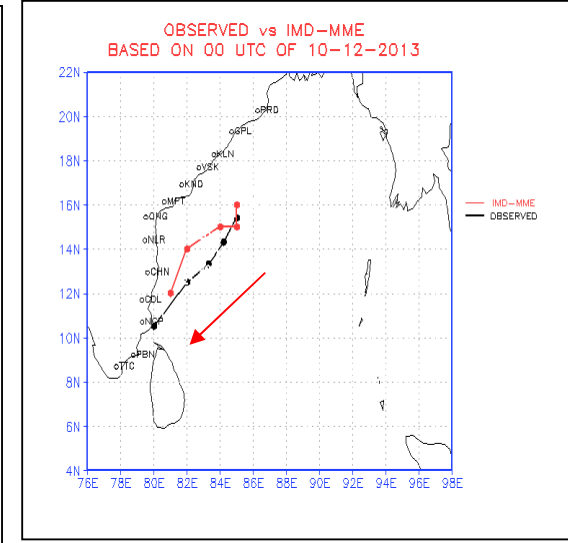 OBSERVED vs IMD-MME
BASED ON 00 UTC OF 10-12-2013
22N
20N
PRD
GPL
18N
KLN
VSK
KND
16N
MPT
ONG
IMD-MME
OBSERVED
NLR
14N
CHN
12N
CDL
NGP
10N
PBN
TTC
8N
6N
4N
76E 78E 80E 82E 84E 86E 88E 90E 92E 94E 96E 98E